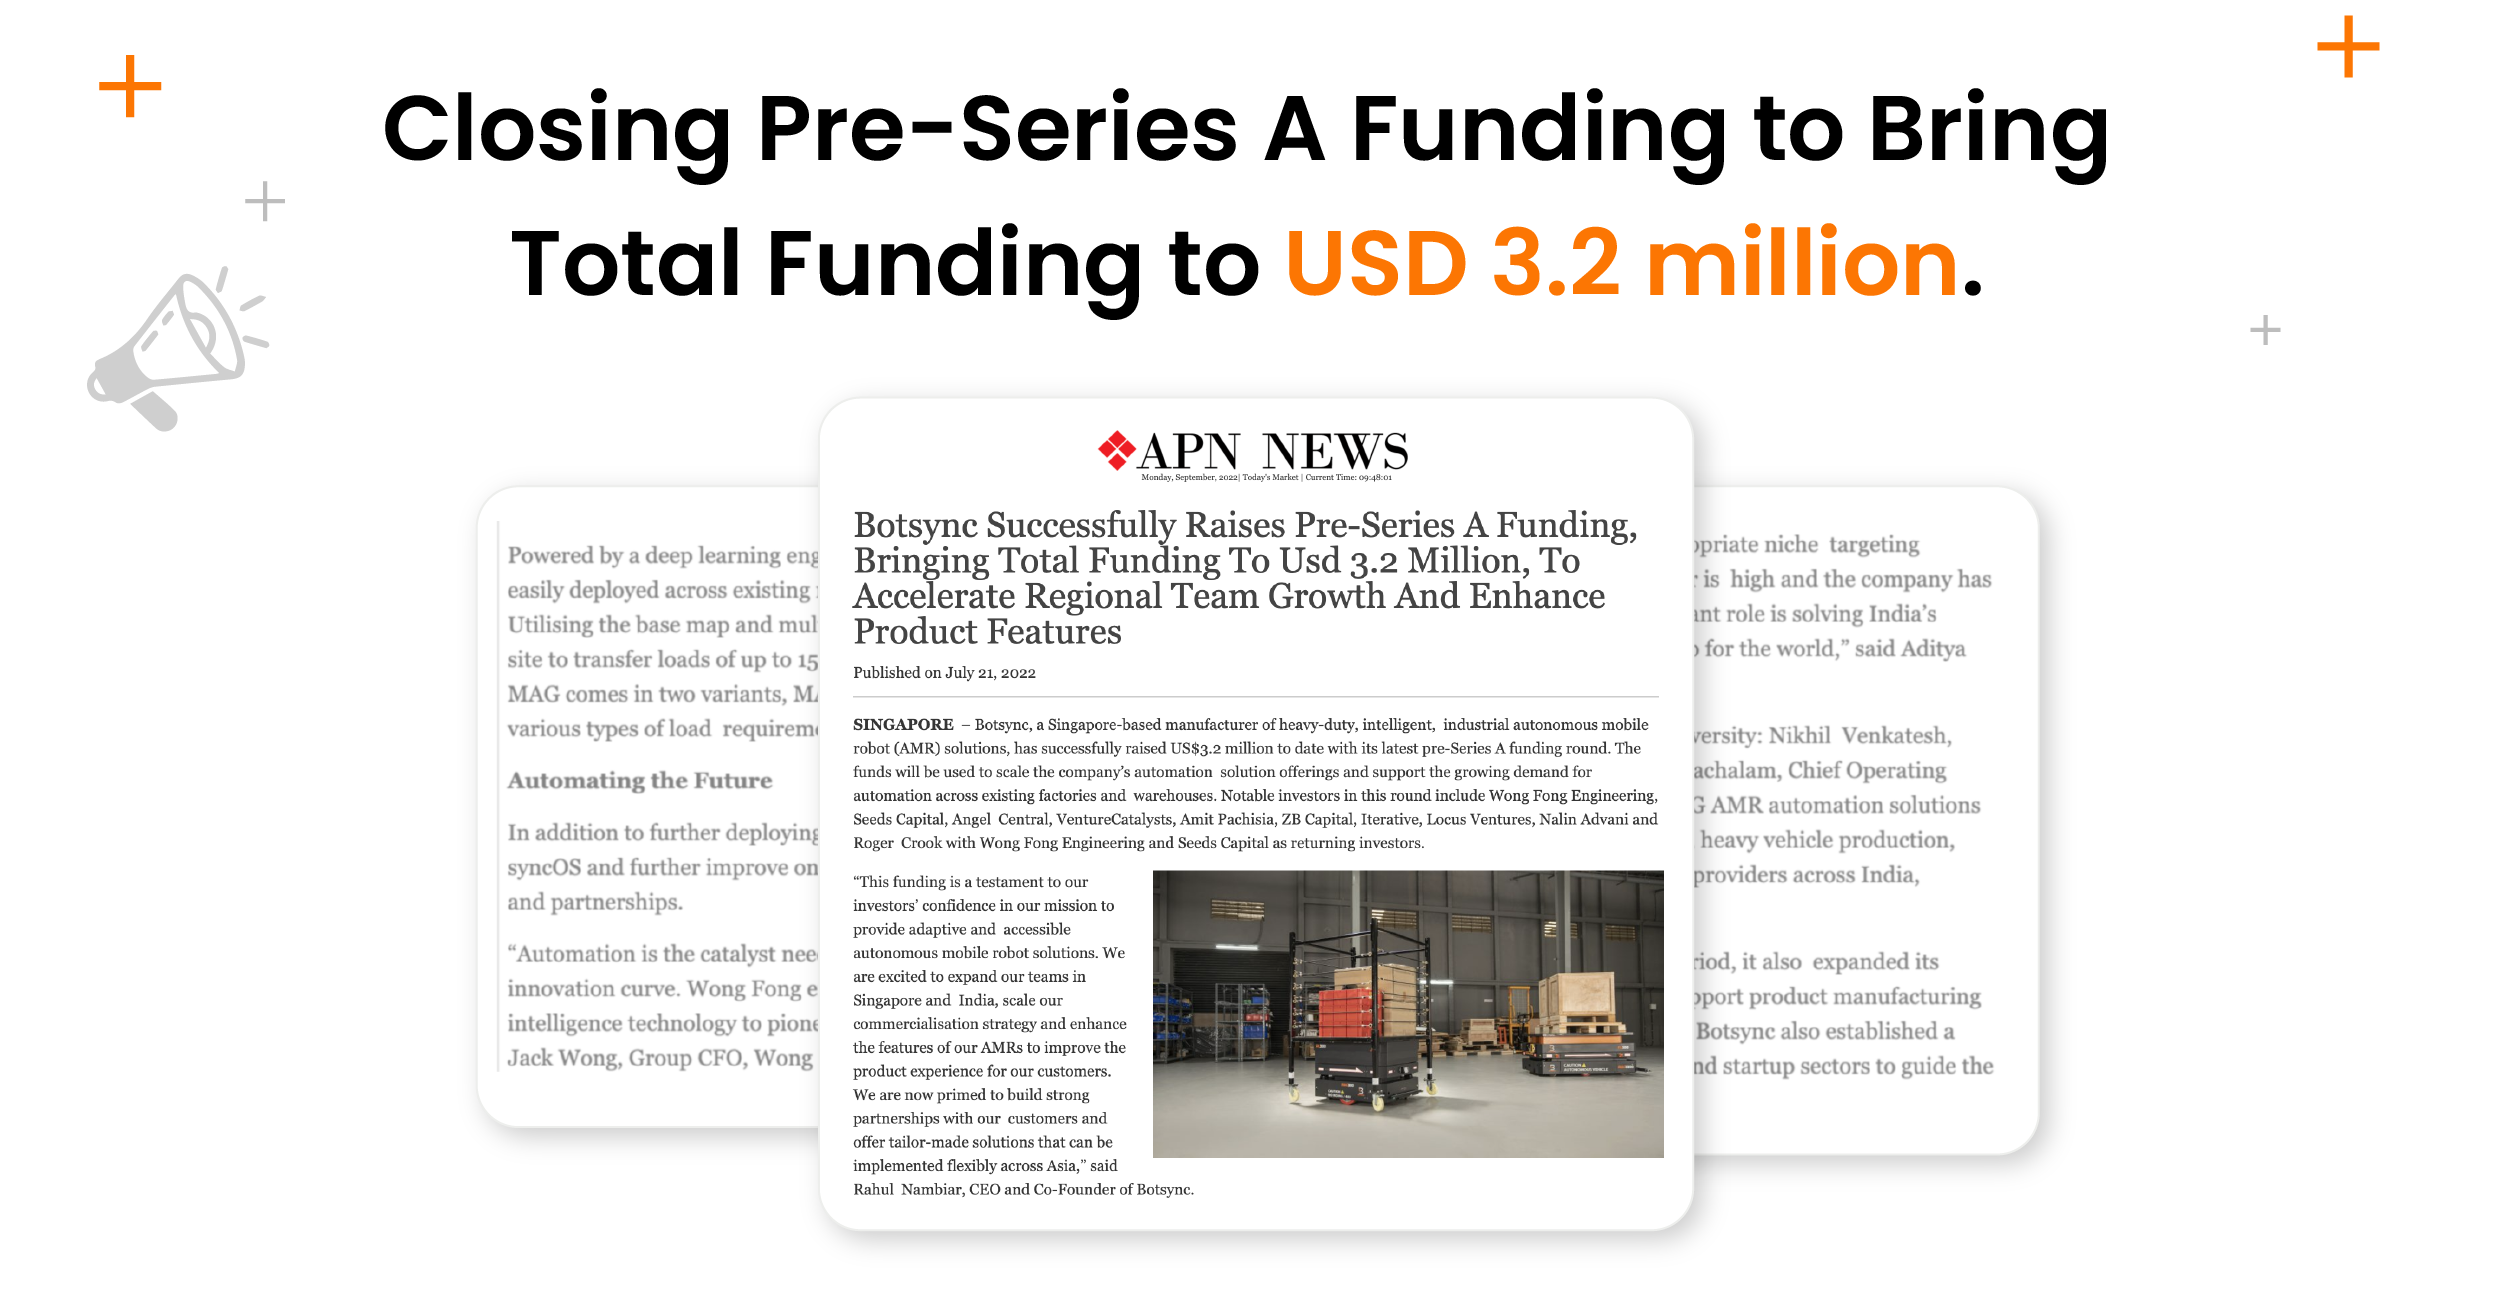 Closing Pre-Series A Funding to Bring
Total Funding to USD 3.2 million.
APN NEWS
Monday, September, 2022| Today's Market | Current Time: 09:48:01
Botsync Successfully Raises Pre-Series A Funding,
Bringing Total Funding To Usd 3.2 Million, To
Accelerate Regional Team Growth And Enhance
Product Features
Published on July 21, 2022
SINGAPORE – Botsync, a Singapore-based manufacturer of heavy-duty, intelligent, industrial autonomous mobile
robot (AMR) solutions, has successfully raised US$3.2 million to date with its latest pre-Series A funding round. The
funds will be used to scale the company's automation solution offerings and support the growing demand for
automation across existing factories and warehouses. Notable investors in this round include Wong Fong Engineering,
Seeds Capital, Angel Central, VentureCatalysts, Amit Pachisia, ZB Capital, Iterative, Locus Ventures, Nalin Advani and
Roger Crook with Wong Fong Engineering and Seeds Capital as returning investors.
“This funding is a testament to our
investors’ confidence in our mission to
provide adaptive and accessible
autonomous mobile robot solutions. We
are excited to expand our teams in
Singapore and India, scale our
commercialisation strategy and enhance
the features of our AMRs to improve the
product experience for our customers.
We are now primed to build strong
partnerships with our customers and
offer tailor-made solutions that can be
implemented flexibly across Asia,” said
Rahul Nambiar, CEO and Co-Founder of Botsync.
Powered by a deep learning
easily deployed across existing
Utilising the base map and
site to transfer loads of up to 15
MAG comes in two variants,
various types of load
Automating the Future
In addition to further deploying
syncOS and further improve on
and partnerships.
“Automation is the catalyst
innovation curve. Wong Fong
intelligence technology to
Jack Wong, Group CFO, Wong
niche targeting
is high and the company has
role is solving India’s
for the world,” said Aditya
Nikhil Venkatesh,
Chief Operating
AMR automation solutions
heavy vehicle production,
providers across India,
it also expanded its
product manufacturing
Botsync also established a
startup sectors to guide the